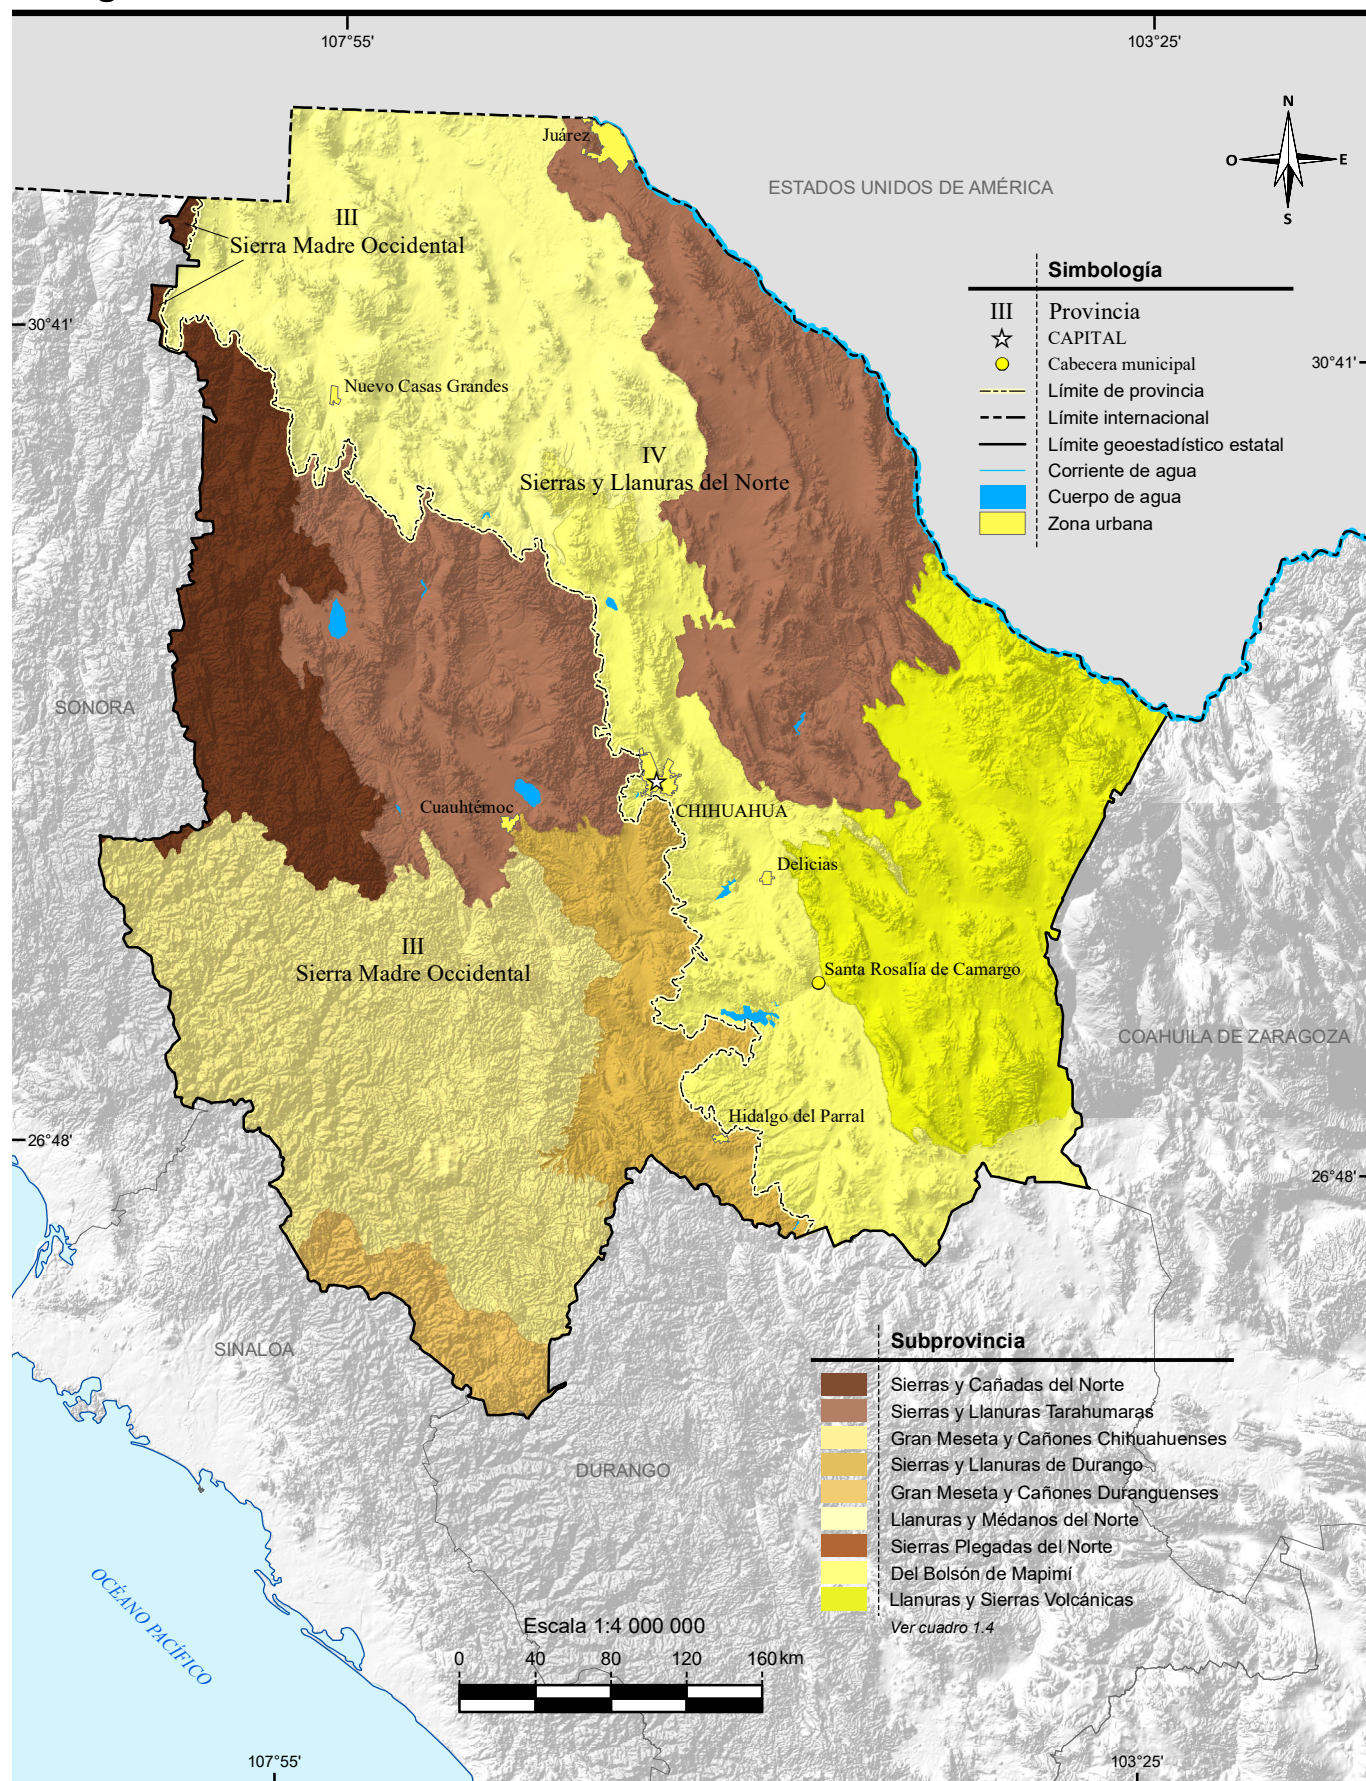 107°55'
103°25'
Juárez
N
O
E
S
ESTADOS UNIDOS DE AMÉRICA
III
Sierra Madre Occidental
Simbología
III Provincia
CAPITAL
Cabecera municipal
Límite de provincia
Límite internacional
Límite geoestadístico estatal
Corriente de agua
Cuerpo de agua
Zona urbana
30°41'
30°41'
Nuevo Casas Grandes
IV
Sierras y Llanuras del Norte
SONORA
Cuauhtémoc
CHIHUAHUA
Delicias
III
Sierra Madre Occidental
Santa Rosalía de Camargo
COAHUILA DE ZARAGOZA
Hidalgo del Parral
26°48'
26°48'
SINALOA
DURANGO
Subprovincia
Sierras y Cañadas del Norte
Sierras y Llanuras Tarahumaras
Gran Meseta y Cañones Chihuahuenses
Sierras y Llanuras de Durango
Gran Meseta y Cañones Duranguenses
Llanuras y Médanos del Norte
Sierras Plegadas del Norte
Del Bolsón de Mapimí
Llanuras y Sierras Volcánicas
Ver cuadro 1.4
OCÉANO PACÍFICO
Escala 1:4 000 000
0 40 80 120 160 km
107°55'
103°25'